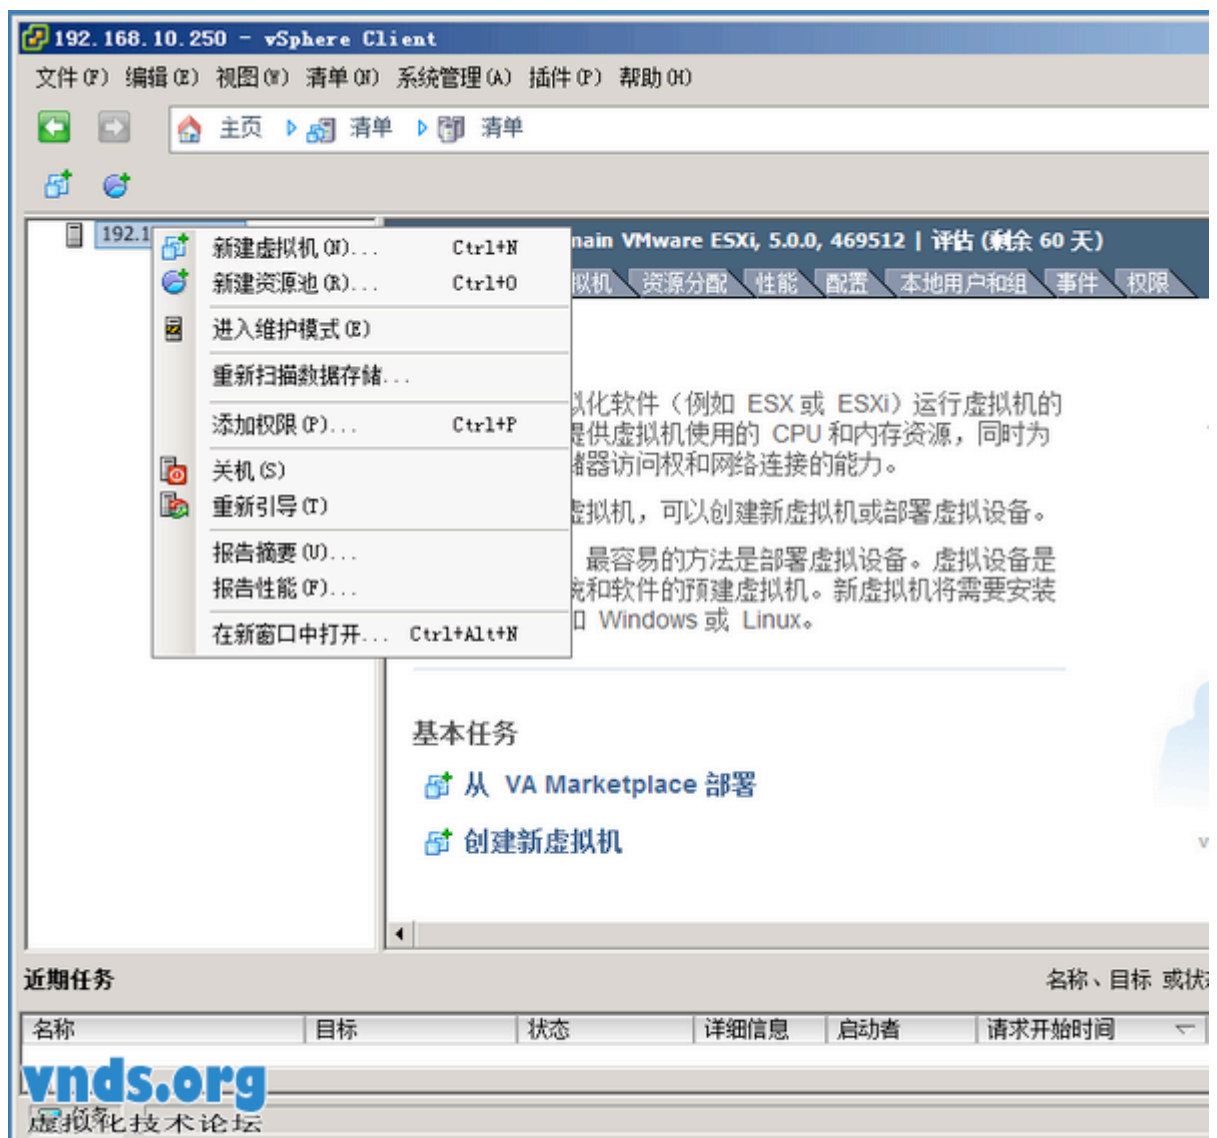 192.168.10.250 - vSphere Client
文件(F) 编辑(E) 视图(W) 清单(N) 系统管理(A) 插件(P) 帮助(H)
主页 清单 清单
192.1
新建虚拟机(N)... Ctrl+N
新建资源池(R)... Ctrl+O
进入维护模式(E)
重新扫描数据存储...
添加权限(P)... Ctrl+P
关机(S)
重新引导(T)
报告摘要(U)...
报告性能(F)...
在新窗口中打开... Ctrl+Alt+N
main VMware ESXi, 5.0.0, 469512 | 评估 (剩余 60 天)
拟机 资源分配 性能 配置 本地用户和组 事件 权限
以化软件（例如 ESX 或 ESXi）运行虚拟机的
提供虚拟机使用的 CPU 和内存资源，同时为
储器访问权和网络连接的能力。
虚拟机，可以创建新虚拟机或部署虚拟设备。
最容易的方法是部署虚拟设备。虚拟设备是
统和软件的预建虚拟机。新虚拟机将需要安装
Windows 或 Linux。
基本任务
从 VA Marketplace 部署
创建新虚拟机
近期任务
名称、目标 或状态
名称 目标 状态 详细信息 启动者 请求开始时间
vnds.org
任务
虚拟化技术论坛